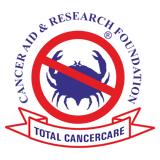 CANCER AID & RESEARCH FOUNDATION
®
TOTAL CANCERCARE